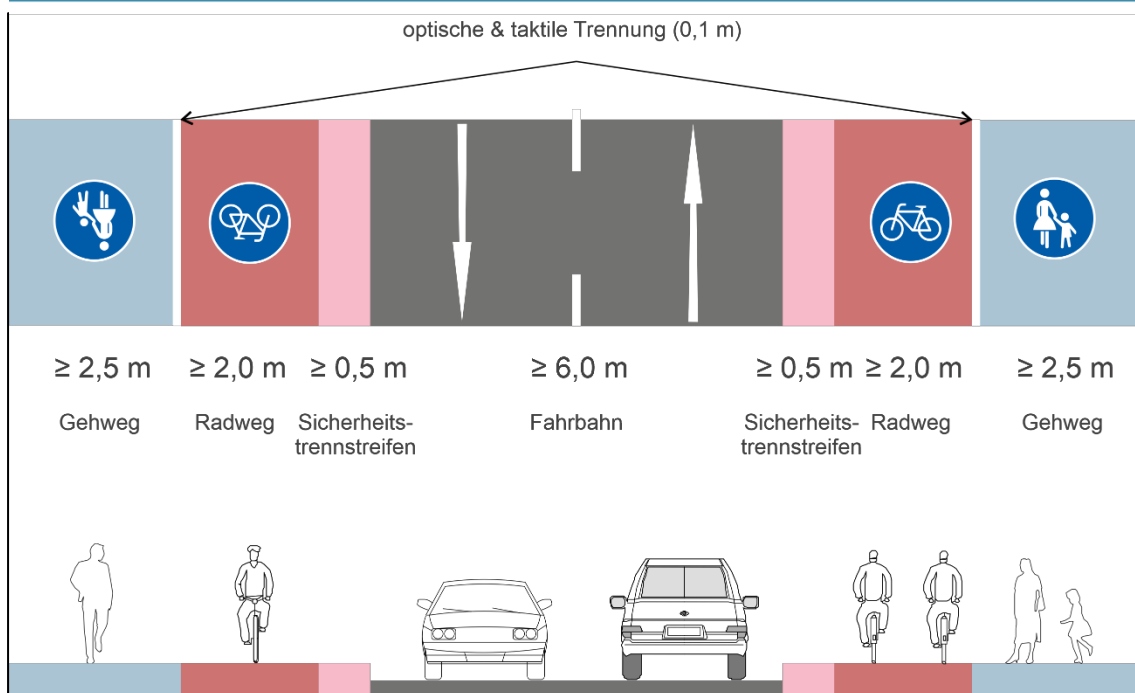 optische & taktile Trennung (0,1 m)
≥ 2,5 m ≥ 2,0 m ≥ 0,5 m ≥ 6,0 m ≥ 0,5 m ≥ 2,0 m ≥ 2,5 m
Gehweg Radweg Sicherheits- Fahrbahn Sicherheits- Radweg Gehweg
trennstreifen trennstreifen